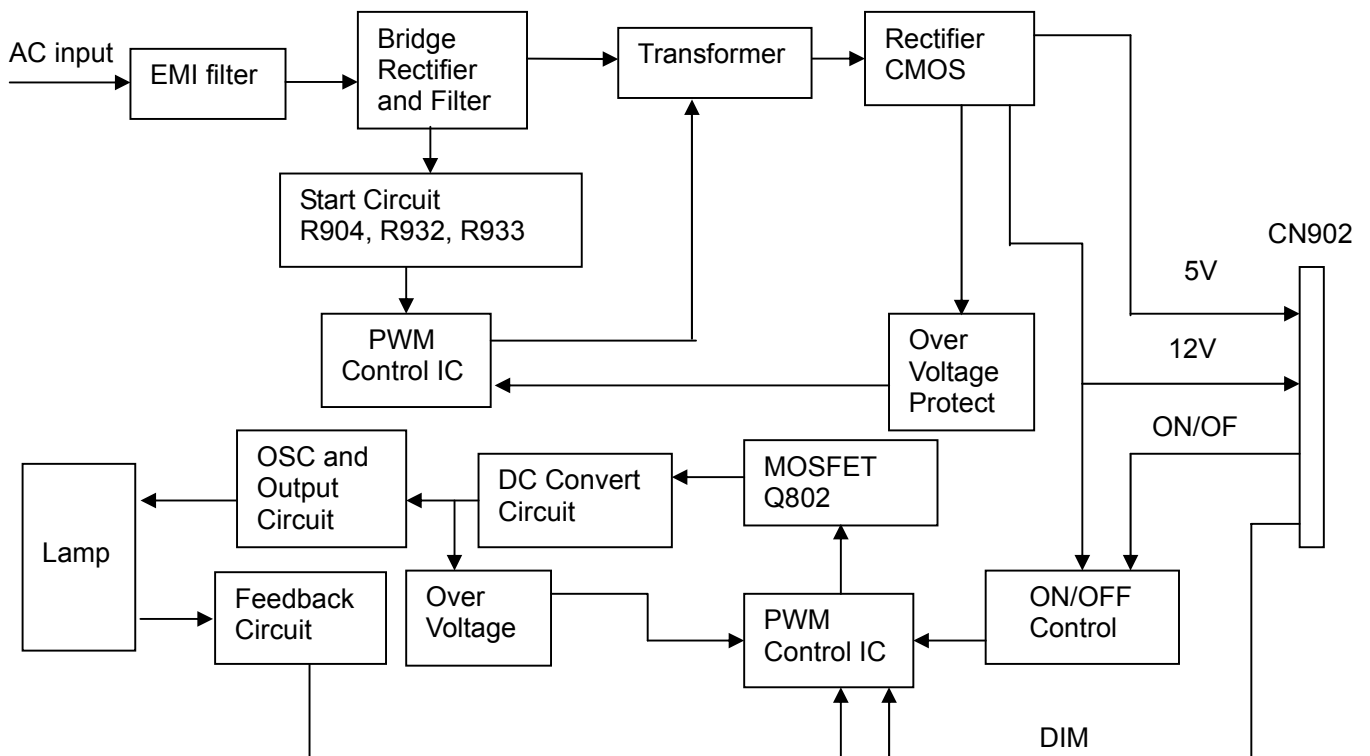 AC input
EMI filter
Bridge
Rectifier
and Filter
Transformer
Rectifier
CMOS
Start Circuit
R904, R932, R933
CN902
5V
PWM
Control IC
Over
Voltage
Protect
12V
ON/OF
OSC and
Output
Circuit
DC Convert
Circuit
MOSFET
Q802
Lamp
Feedback
Circuit
Over
Voltage
PWM
Control IC
ON/OFF
Control
DIM